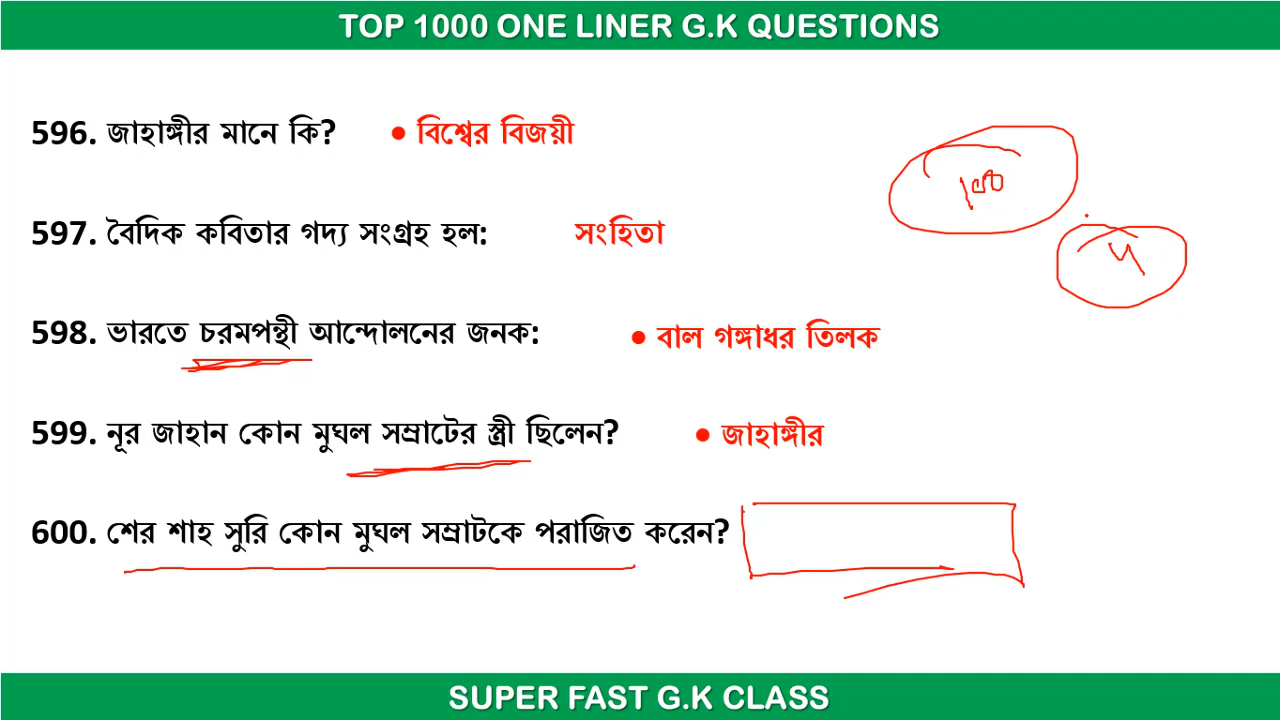 TOP 1000 ONE LINER G.K QUESTIONS
596. জাহাঙ্গীর মানে কি? • বিশ্বের বিজয়ী
597. বৈদিক কবিতার গদ্য সংগ্রহ হল: সংহিতা
598. ভারতে চরমপন্থী আন্দোলনের জনক: • বাল গঙ্গাধর তিলক
599. নূর জাহান কোন মুঘল সম্রাটের স্ত্রী ছিলেন? • জাহাঙ্গীর
600. শের শাহ সুরি কোন মুঘল সম্রাটকে পরাজিত করেন?
SUPER FAST G.K CLASS